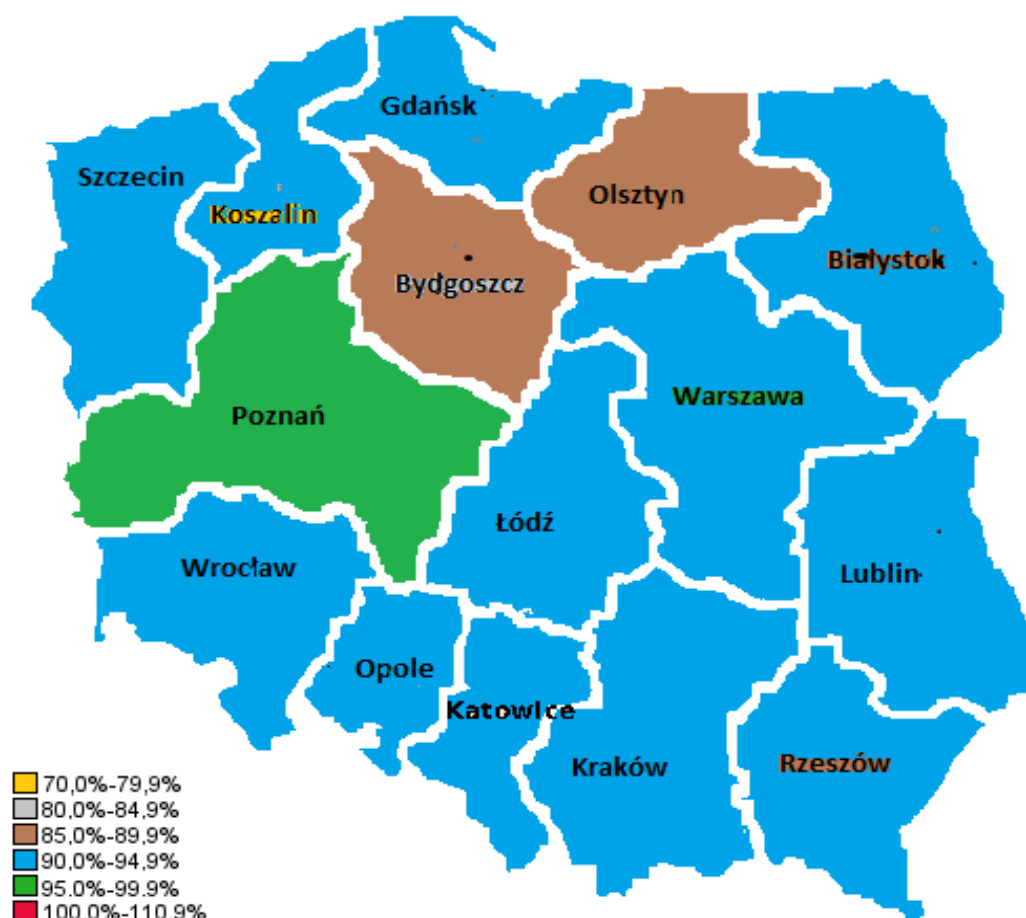 Gdańsk
Szczecin
Olsztyn
Koszalin
Białystok
Bydgoszcz
Warszawa
Poznań
Łódź
Wrocław
Lublin
Opole
Katowice
Kraków
Rzeszów
70,0%-79,9%
80,0%-84,9%
85,0%-89,9%
90,0%-94,9%
95.0%-99.9%
100,0%-110,9%